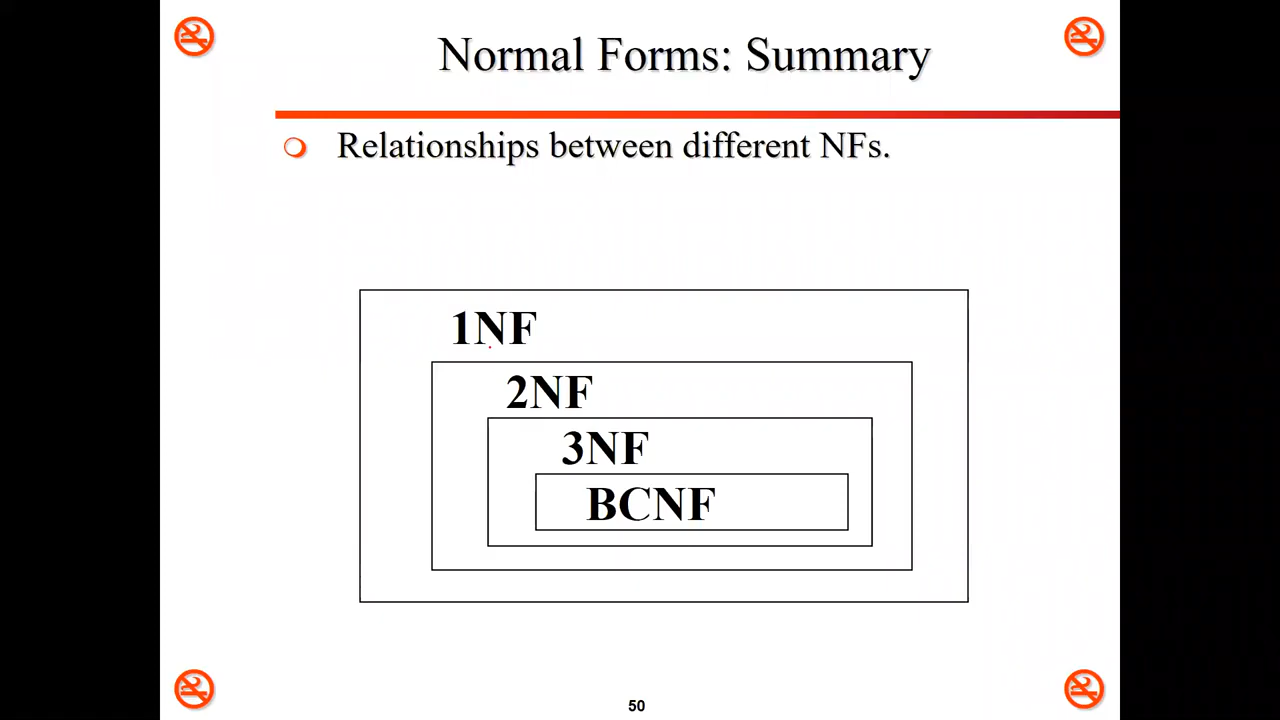 Normal Forms: Summary
Relationships between different NFs.
1NF
2NF
3NF
BCNF
50